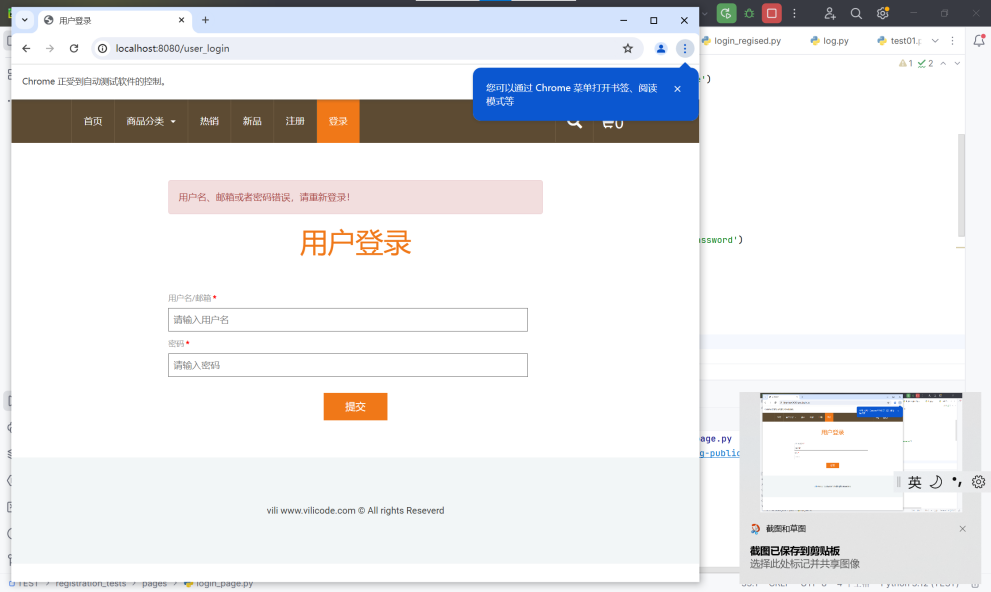 用户登录
localhost:8080/user_login
Chrome 正受到自动测试软件的控制。
您可以通过 Chrome 菜单打开书签、阅读
模式等
首页 商品分类 热销 新品 注册 登录
0
用户名、邮箱或者密码错误，请重新登录！
用户登录
用户名/邮箱 *
请输入用户名
密码 *
请输入密码
提交
vili www.vilicode.com © All rights Reseverd
login_regised.py log.py test01.
1 2
')
ssword')
age.py
g-public
英
截图和草图
截图已保存到剪贴板
选择此处标记并共享图像
TEST > registration_tests > pages > login_page.py